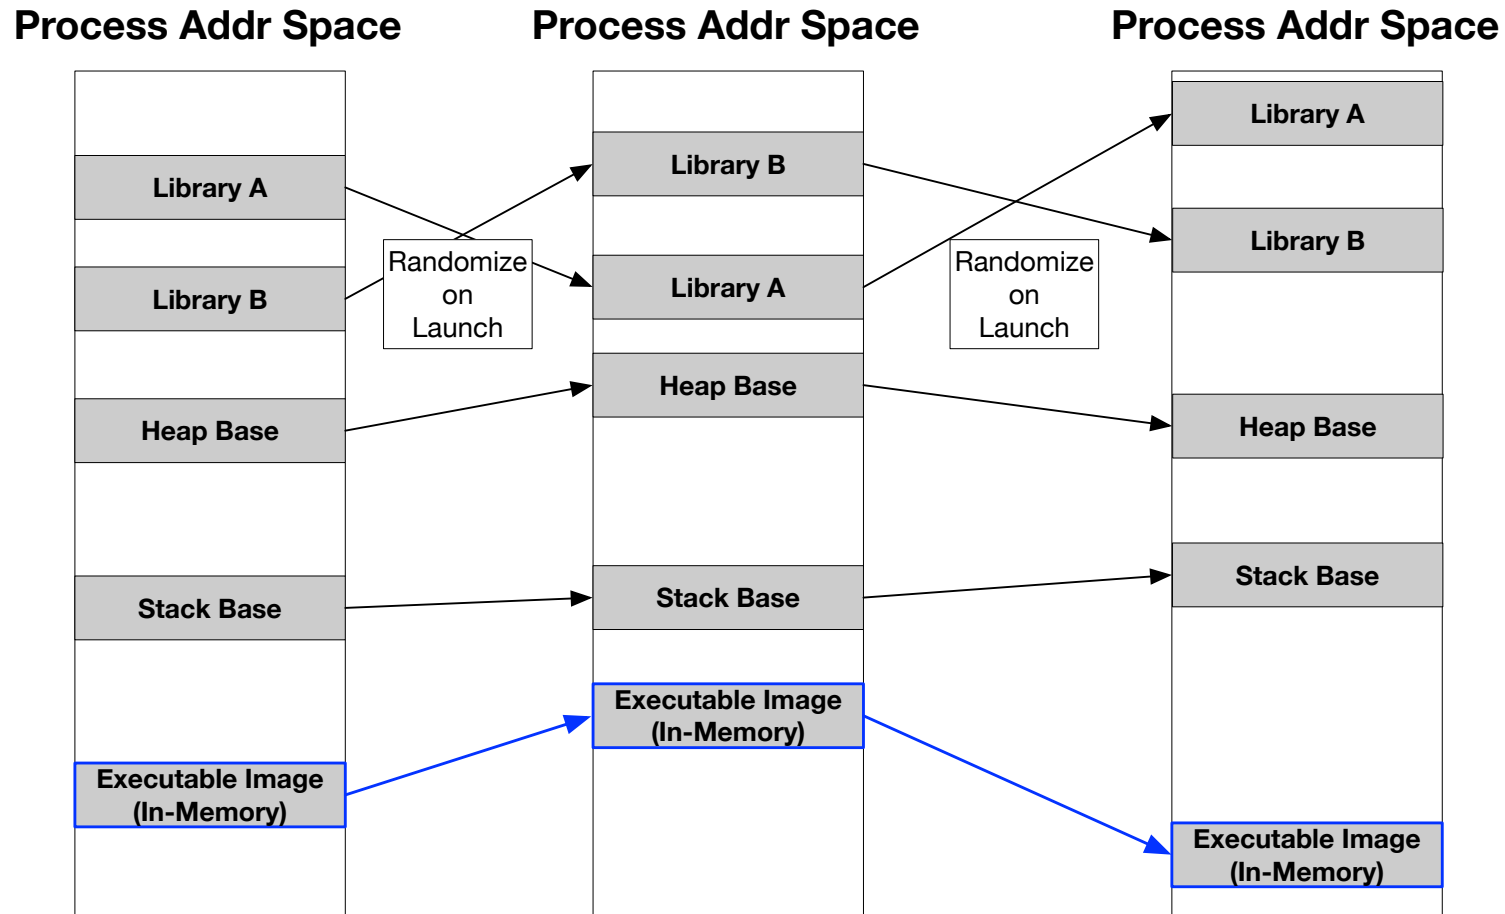 Process Addr Space
Library A
Library B
Heap Base
Stack Base
Executable Image
(In-Memory)
Randomize
on
Launch
Process Addr Space
Library B
Library A
Heap Base
Stack Base
Executable Image
(In-Memory)
Randomize
on
Launch
Process Addr Space
Library A
Library B
Heap Base
Stack Base
Executable Image
(In-Memory)